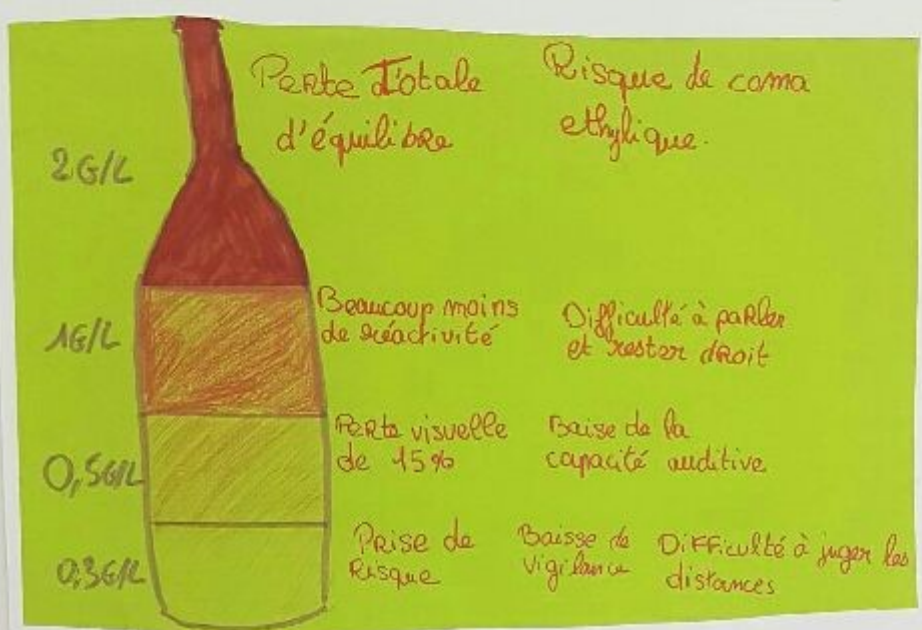 2G/L
Perte Totale
d'équilibre
Risque de coma
ethylique.
1G/L
Beaucoup moins
de réactivité
Difficulté à parler
et rester droit
0,5G/L
Perte visuelle
de 15%
Baise de la
capacité auditive
0,3G/L
Prise de
Risque
Baisse de
vigilance
Difficulté à juger les
distances